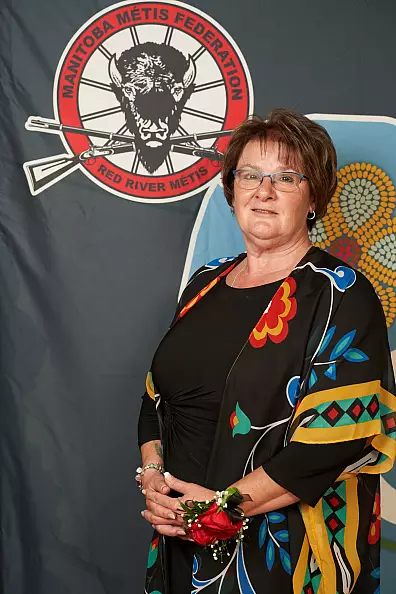 MANITOBA MÉTIS FEDERATION
RED RIVER MÉTIS